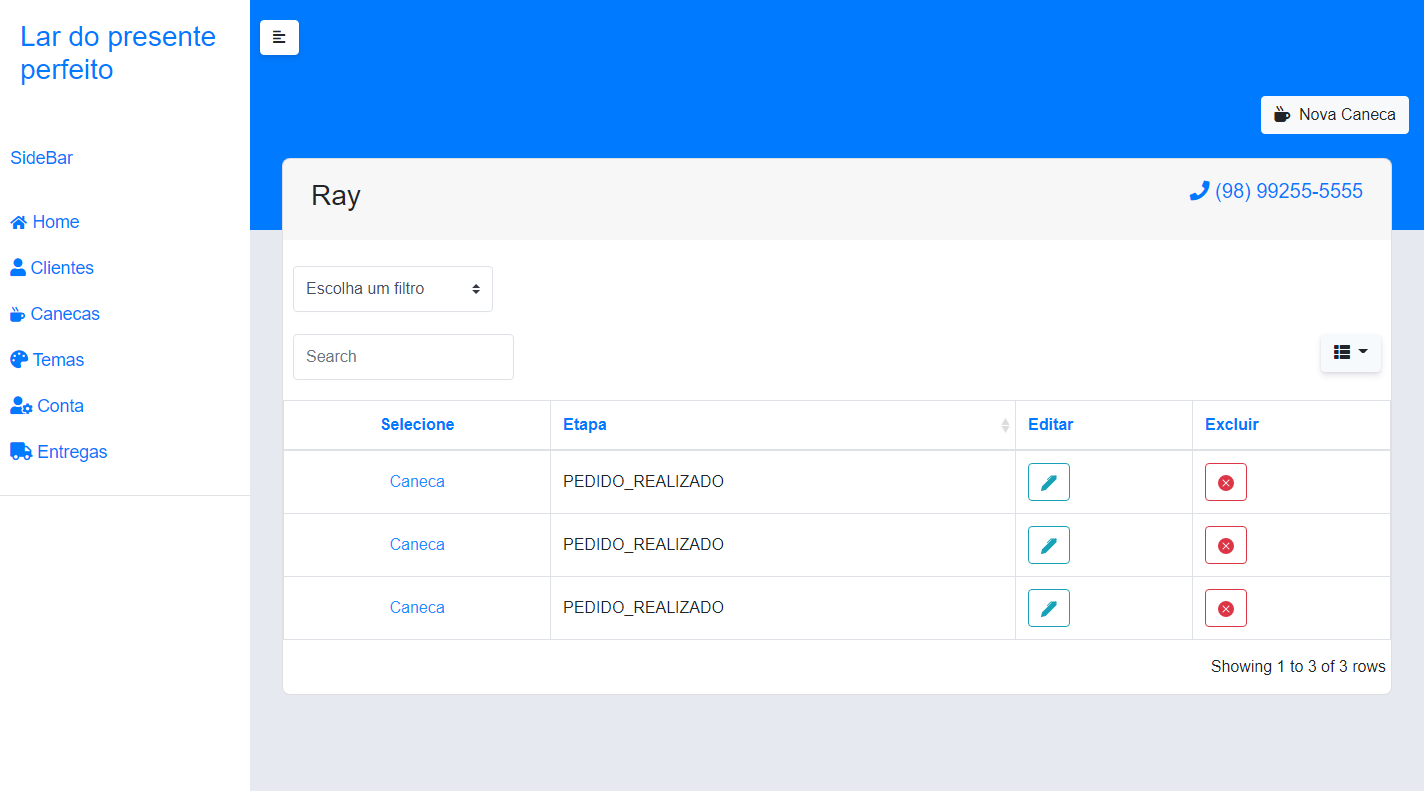 Lar do presente
perfeito
SideBar
Home
Clientes
Canecas
Temas
Conta
Entregas
Nova Caneca
Ray
(98) 99255-5555
Escolha um filtro
Search
Selecione Etapa Editar Excluir
Caneca PEDIDO_REALIZADO
Caneca PEDIDO_REALIZADO
Caneca PEDIDO_REALIZADO
Showing 1 to 3 of 3 rows